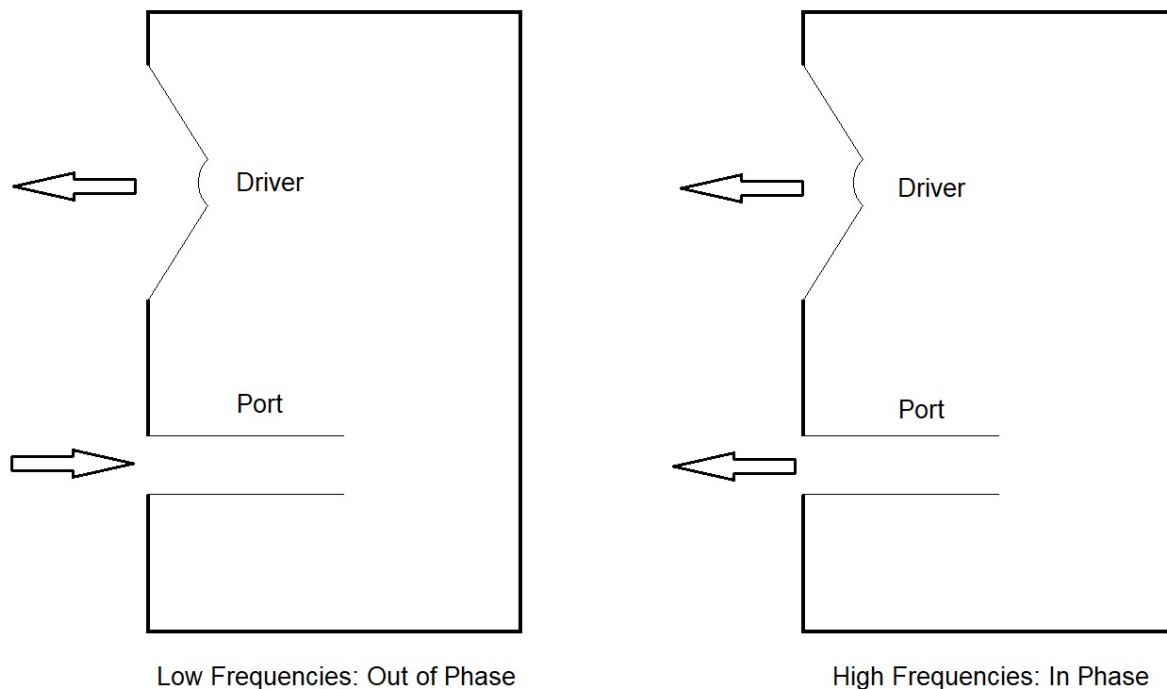 Driver
Driver
Port
Port
Low Frequencies: Out of Phase
High Frequencies: In Phase